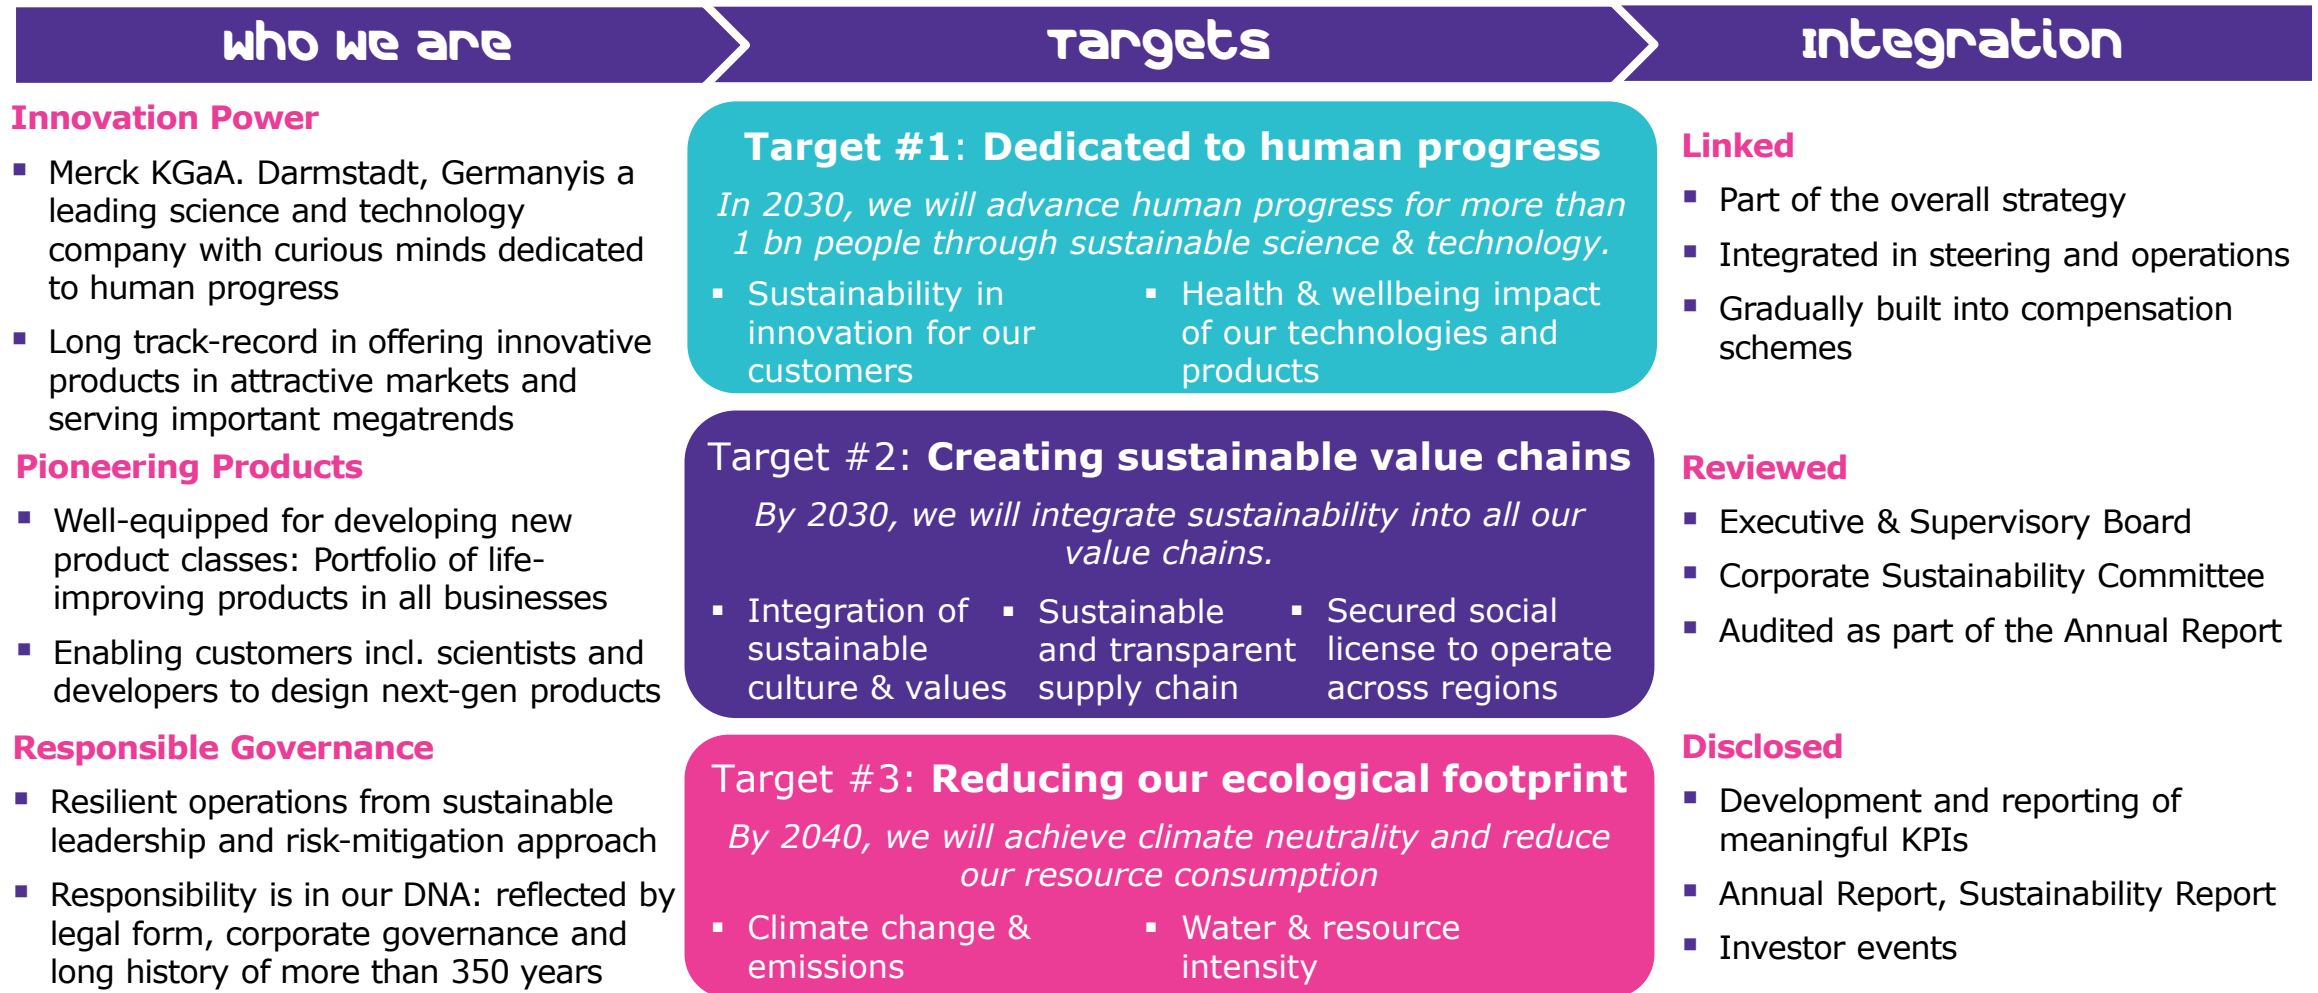 Who we are
Targets
Integration
Innovation Power
▪ Merck KGaA. Darmstadt, Germanyis a
leading science and technology
company with curious minds dedicated
to human progress
▪ Long track-record in offering innovative
products in attractive markets and
serving important megatrends
Pioneering Products
▪ Well-equipped for developing new
product classes: Portfolio of life-
improving products in all businesses
▪ Enabling customers incl. scientists and
developers to design next-gen products
Responsible Governance
▪ Resilient operations from sustainable
leadership and risk-mitigation approach
▪ Responsibility is in our DNA: reflected by
legal form, corporate governance and
long history of more than 350 years
Target #1: Dedicated to human progress
In 2030, we will advance human progress for more than
1 bn people through sustainable science & technology.
▪ Sustainability in
innovation for our
customers
▪ Health & wellbeing impact
of our technologies and
products
Target #2: Creating sustainable value chains
By 2030, we will integrate sustainability into all our
value chains.
▪ Integration of
sustainable
culture & values
▪ Sustainable
and transparent
supply chain
▪ Secured social
license to operate
across regions
Target #3: Reducing our ecological footprint
By 2040, we will achieve climate neutrality and reduce
our resource consumption
▪ Climate change &
emissions
▪ Water & resource
intensity
Linked
▪ Part of the overall strategy
▪ Integrated in steering and operations
▪ Gradually built into compensation
schemes
Reviewed
▪ Executive & Supervisory Board
▪ Corporate Sustainability Committee
▪ Audited as part of the Annual Report
Disclosed
▪ Development and reporting of
meaningful KPIs
▪ Annual Report, Sustainability Report
▪ Investor events